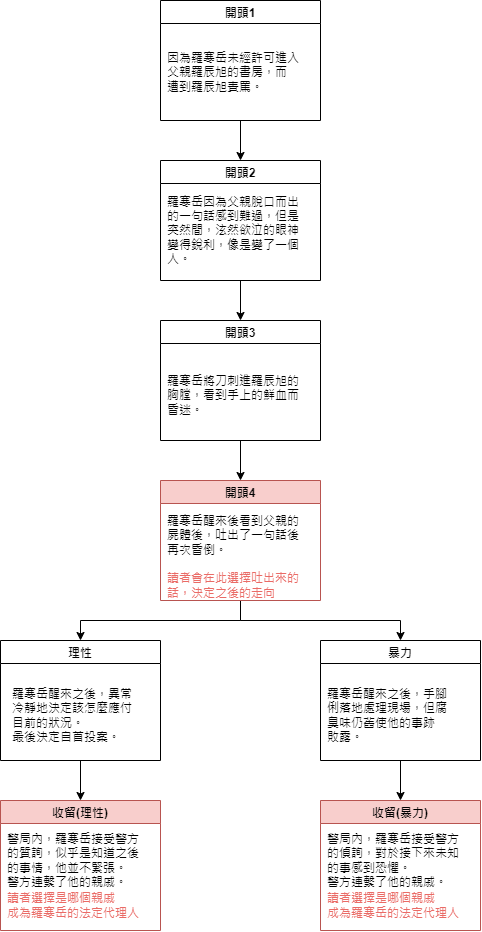 開頭1
因為羅寒岳未經許可進入
父親羅辰旭的書房，而
遭到羅辰旭責罵。
開頭2
羅寒岳因為父親脫口而出
的一句話感到難過，但是
突然間，泫然欲泣的眼神
變得銳利，像是變了一個
人。
開頭3
羅寒岳將刀刺進羅辰旭的
胸膛，看到手上的鮮血而
昏迷。
開頭4
羅寒岳醒來後看到父親的
屍體後，吐出了一句話後
再次昏倒。
讀者會在此選擇吐出來的
話，決定之後的走向
理性
羅寒岳醒來之後，異常
冷靜地決定該怎麼應付
目前的狀況。
最後決定自首投案。
暴力
羅寒岳醒來之後，手腳
俐落地處理現場，但腐
臭味仍舊使他的事跡
敗露。
收留(理性)
警局內，羅寒岳接受警方
的質詢，似乎是知道之後
的事情，他並不緊張。
警方連繫了他的親戚。
讀者選擇是哪個親戚
成為羅寒岳的法定代理人
收留(暴力)
警局內，羅寒岳接受警方
的偵詢，對於接下來未知
的事感到恐懼。
警方連繫了他的親戚。
讀者選擇是哪個親戚
成為羅寒岳的法定代理人